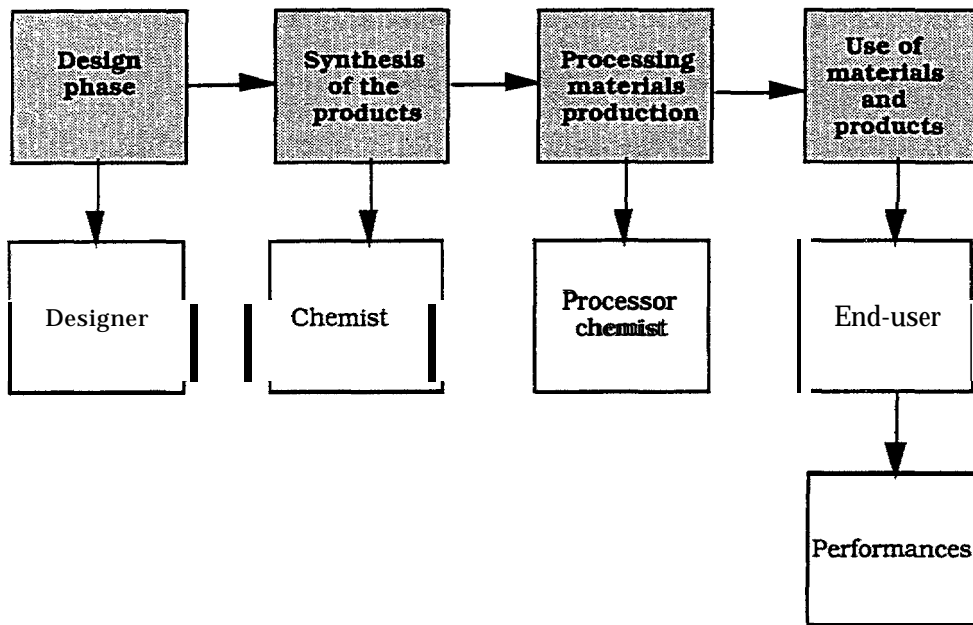 Design
phase
Synthesis
of the
products
Processing
materials
production
Use of
materials
and
products
Designer
Chemist
Processor
chemist
End-user
Performances